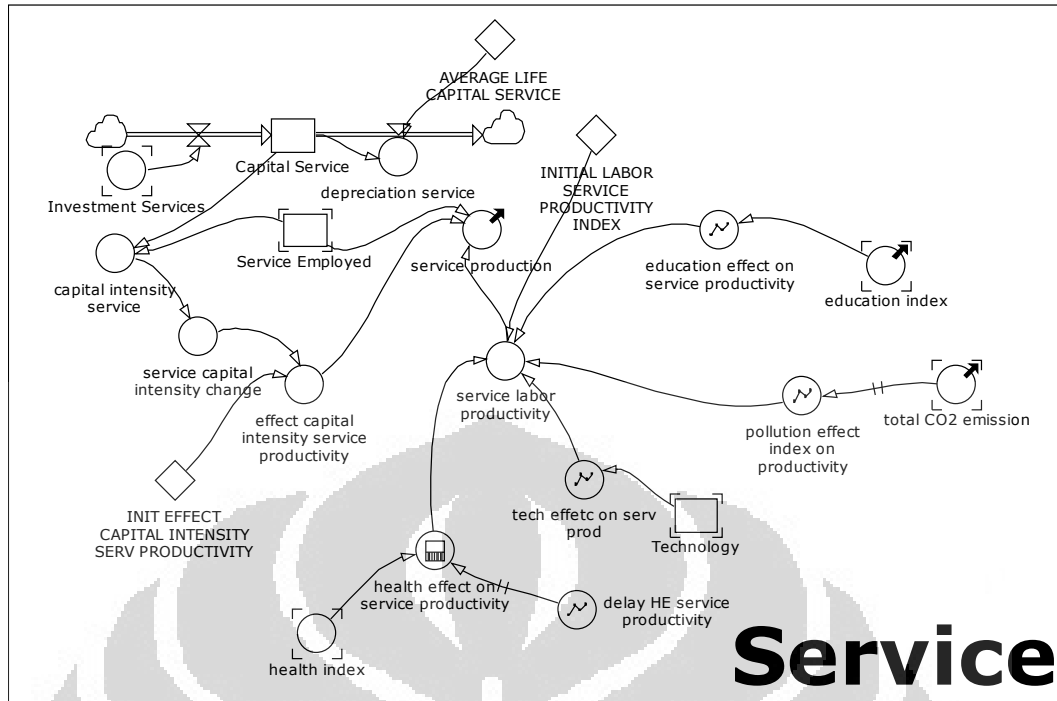 AVERAGE LIFE
CAPITAL SERVICE
Capital Service
depreciation service
Investment Services
INITIAL LABOR
SERVICE
PRODUCTIVITY
INDEX
Service Employed
service production
education effect on
service productivity
education index
capital intensity
service
service capital
intensity change
effect capital
intensity service
productivity
service labor
productivity
pollution effect
index on
productivity
total CO2 emission
INIT EFFECT
CAPITAL INTENSITY
SERV PRODUCTIVITY
tech effetc on serv
prod
Technology
health effect on
service productivity
delay HE service
productivity
health index
Service